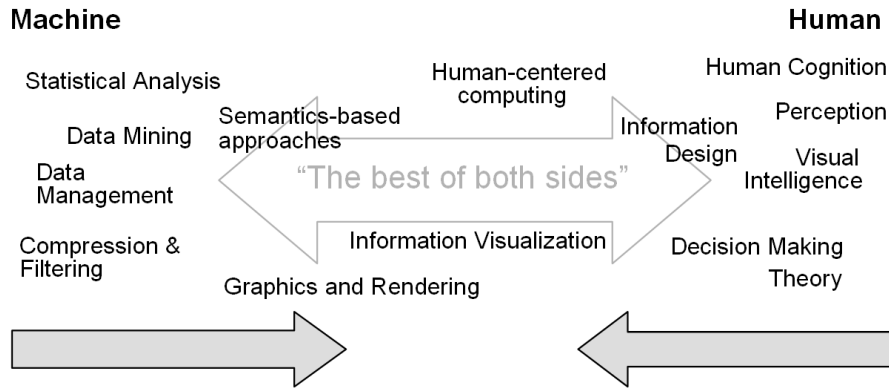 Machine
Human
Statistical Analysis
Human-centered
computing
Human Cognition
Semantics-based
approaches
Perception
Data Mining
Information
Design
Visual
Intelligence
Data
Management
“The best of both sides”
Compression &
Filtering
Information Visualization
Decision Making
Theory
Graphics and Rendering